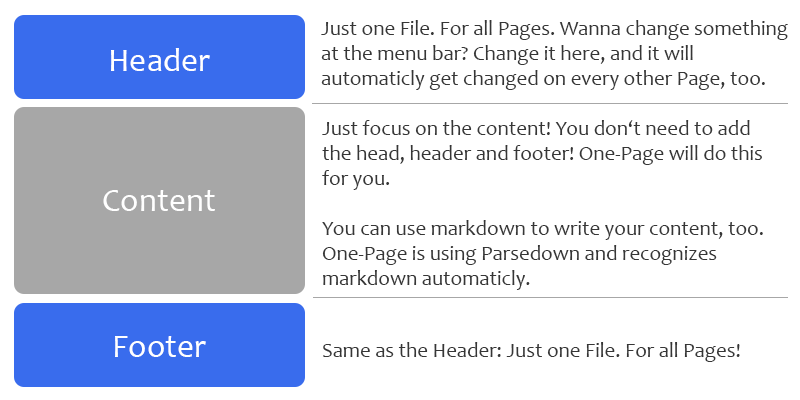 Header
Just one File. For all Pages. Wanna change something
at the menu bar? Change it here, and it will
automaticly get changed on every other Page, too.
Content
Just focus on the content! You don‘t need to add
the head, header and footer! One-Page will do this
for you.
You can use markdown to write your content, too.
One-Page is using Parsedown and recognizes
markdown automaticly.
Footer
Same as the Header: Just one File. For all Pages!